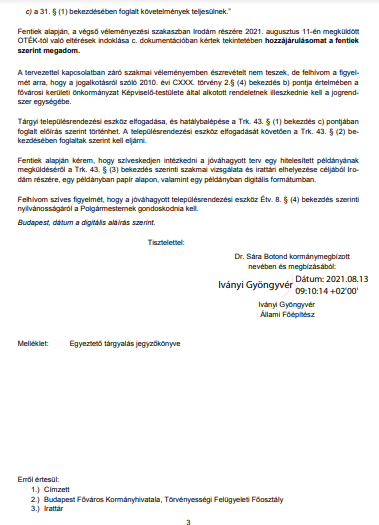 c) a 31. § (1) bekezdésében foglalt követelmények teljesülnek."
Fentiek alapján, a végső véleményezési szakaszban Irodám részére 2021. augusztus 11-én megküldött
OTÉK-tól való eltérések indoklása c. dokumentációban kértek tekintetében hozzájárulásomat a fentiek
szerint megadom.
A tervezettel kapcsolatban záró szakmai véleményemben észrevételt nem teszek, de felhívom a figyel-
mét arra, hogy a jogalkotásról szóló 2010. évi CXXX. törvény 2.§ (4) bekezdés b) pontja értelmében a
fővárosi kerületi önkormányzat Képviselő-testülete által alkotott rendeletnek illeszkednie kell a jogrend-
szer egységébe.
Tárgyi településrendezési eszköz elfogadása, és hatálybalépése a Trk. 43. § (1) bekezdés c) pontjában
foglalt előírás szerint történhet. A településrendezési eszköz elfogadását követően a Trk. 43. § (2) be-
kezdésében foglaltak szerint kell eljárni.
Fentiek alapján kérem, hogy szíveskedjen intézkedni a jóváhagyott terv egy hitelesített példányának
megküldéséről a Trk. 43. § (3) bekezdés szerinti szakmai vizsgálata és irattári elhelyezése céljából Iro-
dám részére, egy példányban papír alapon, valamint egy példányban digitális formátumban.
Felhívom szíves figyelmét, hogy a jóváhagyott településrendezési eszköz Étv. 8. § (4) bekezdés szerinti
nyilvánosságáról a Polgármesternek gondoskodnia kell.
Budapest, dátum a digitális aláírás szerint.
Tisztelettel:
Dr. Sára Botond kormánymegbízott
nevében és megbízásából:
Iványi Gyöngyvér Dátum: 2021.08.13
09:10:14 +02'00'
Iványi Gyöngyvér
Állami Főépítész
Melléklet: Egyeztető tárgyalás jegyzőkönyve
Erről értesül:
1.) Címzett
2.) Budapest Főváros Kormányhivatala, Törvényességi Felügyeleti Főosztály
3.) Irattár
3